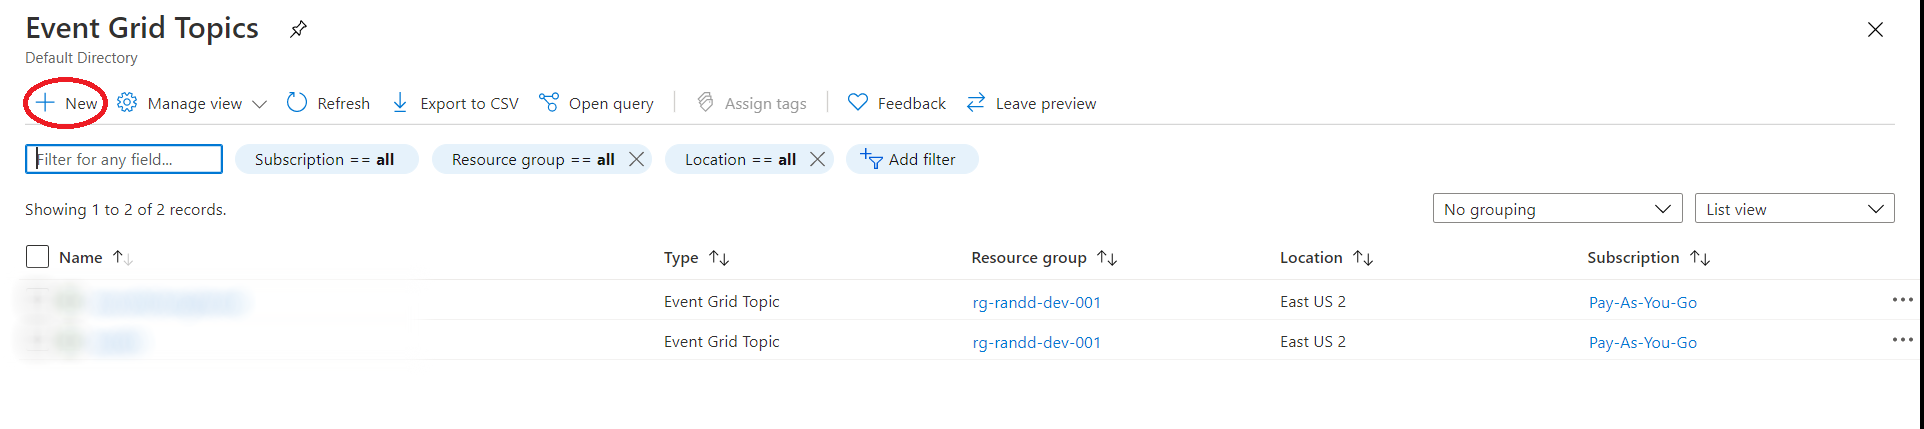 Event Grid Topics
Default Directory
New Manage view Refresh Export to CSV Open query Assign tags Feedback Leave preview
Filter for any field... Subscription == all Resource group == all Location == all Add filter
Showing 1 to 2 of 2 records. No grouping List view
Name Type Resource group Location Subscription
Event Grid Topic rg-randd-dev-001 East US 2 Pay-As-You-Go
Event Grid Topic rg-randd-dev-001 East US 2 Pay-As-You-Go